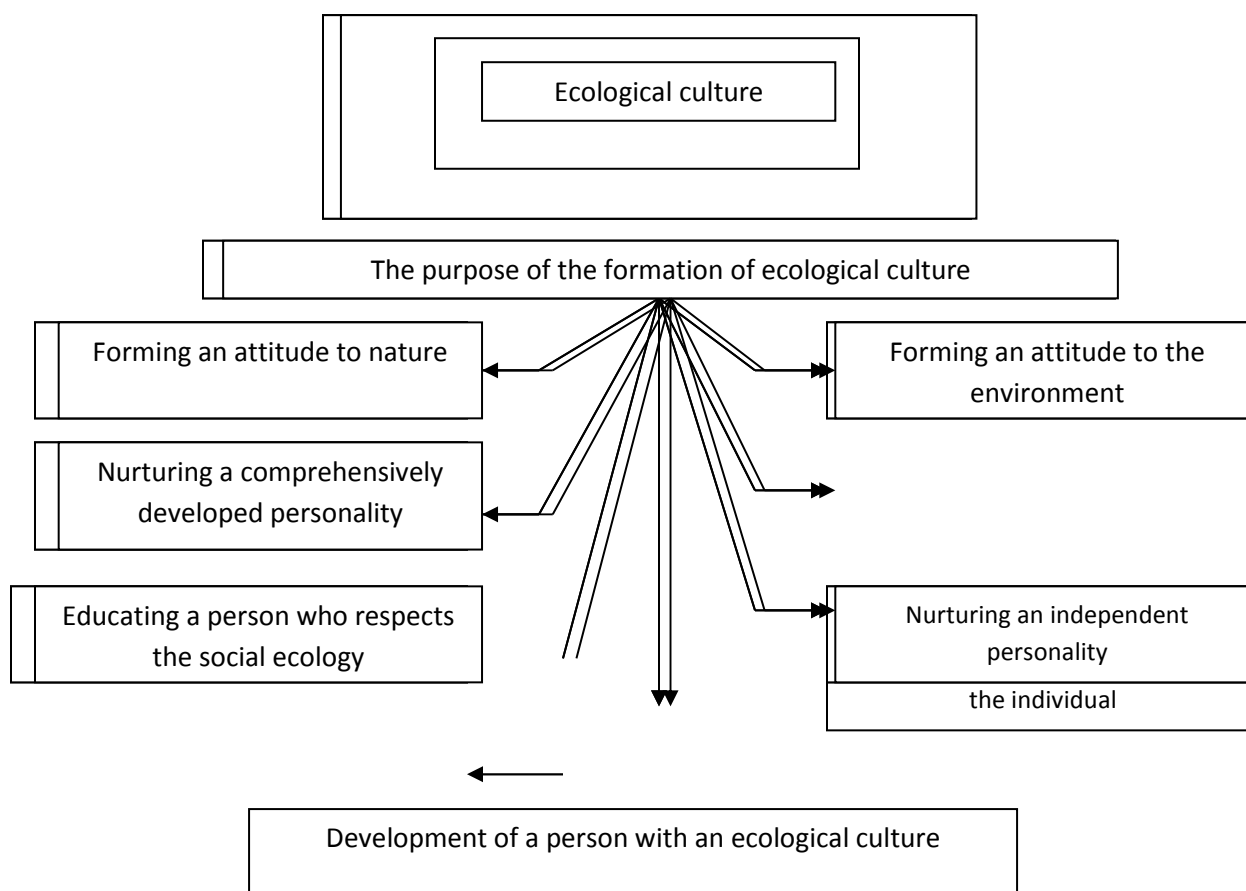 Ecological culture
The purpose of the formation of ecological culture
Forming an attitude to nature
Forming an attitude to the
environment
Nurturing a comprehensively
developed personality
Educating a person who respects
the social ecology
Nurturing an independent
personality
the individual
Development of a person with an ecological culture